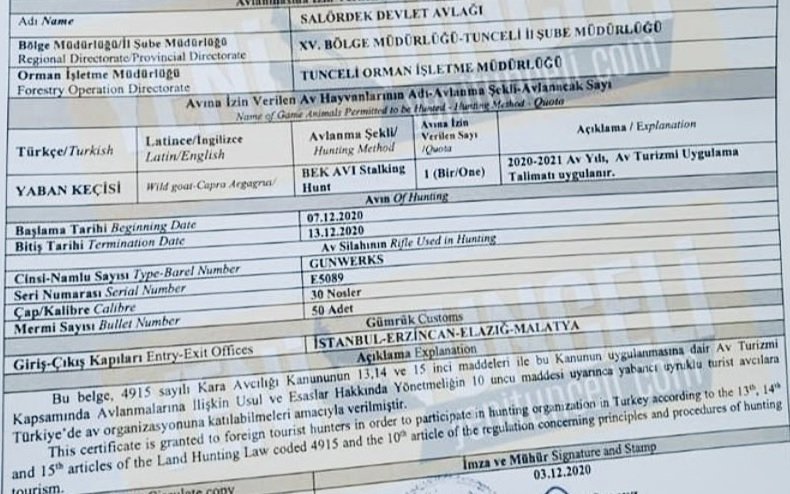 Adı Name
SALÖRDEK DEVLET AVLAĞI
Bölge Müdürlüğü/İl Şube Müdürlüğü
Regional Directorate/Provincial Directorate
XV. BÖLGE MÜDÜRLÜĞÜ-TUNCELİ İl ŞUBE MÜDÜRLÜĞÜ
Orman İşletme Müdürlüğü
Forestry Operation Directorate
TUNCELİ ORMAN İŞLETME MÜDÜRLÜĞÜ
Avına İzin Verilen Av Hayvanlarının Adı-Avlanma Şekli-Avlanıcak Sayı
Name of Game Animals Permitted to be Hunted - Hunting Method - Quota
Türkçe/Turkish
Latince/İngilizce
Latin/English
Avlanma Şekli/
Hunting Method
Avına İzin
Verilen Sayı
/Quota
Açıklama / Explanation
YABAN KEÇİSİ
Wild goat-Capra Aegagrus/
BEK AVI Stalking
Hunt
1 (Bir/One)
2020-2021 Av Yılı, Av Turizmi Uygulama
Talimatı uygulanır.
Avın Of Hunting
Başlama Tarihi Beginning Date
07.12.2020
Bitiş Tarihi Termination Date
13.12.2020
Av Silahının Rifle Used in Hunting
Cinsi-Namlu Sayısı Type-Barel Number
GUNWERKS
Seri Numarası Serial Number
E5089
Çap/Kalibre Calibre
30 Nosler
Mermi Sayısı Bullet Number
50 Adet
Gümrük Customs
Giriş-Çıkış Kapıları Entry-Exit Offices
İSTANBUL-ERZİNCAN-ELAZIĞ-MALATYA
Açıklama Explanation
Bu belge, 4915 sayılı Kara Avcılığı Kanununun 13,14 ve 15 inci maddeleri ile bu Kanunun uygulanmasına dair Av Turizmi
Kapsamında Avlanmalarına İlişkin Usul ve Esaslar Hakkında Yönetmeliğin 10 uncu maddesi uyarınca yabancı uyruklu turist avcılara
Türkiye'de av organizasyonuna katılabilmeleri amacıyla verilmiştir.
This certificate is granted to foreign tourist hunters in order to participate in hunting organization in Turkey according to the 13th, 14th
and 15th articles of the Land Hunting Law coded 4915 and the 10th article of the regulation concerning principles and procedures of hunting
tourism.
İmza ve Mühür Signature and Stamp
03.12.2020
copy